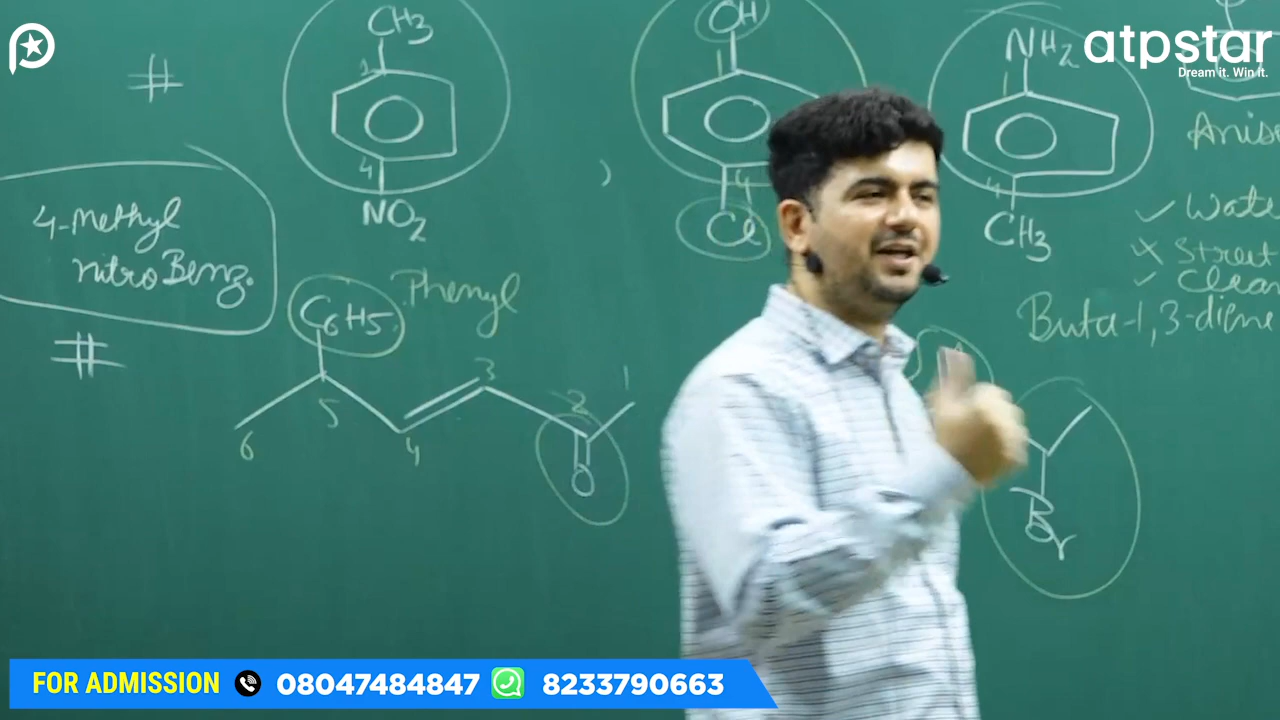 atpstar
Dream it. Win it.
#
CH3
1
4
NO2
4-Methyl
nitro Benz.
,
OH
1
4
Cl
NH2
1
4
CH3
Anis
✓ Wate
× Street
✓ Clean
Buta-1,3-diene
#
C6H5
Phenyl
6
5
4
3
2
1
O
Br
FOR ADMISSION 08047484847 8233790663